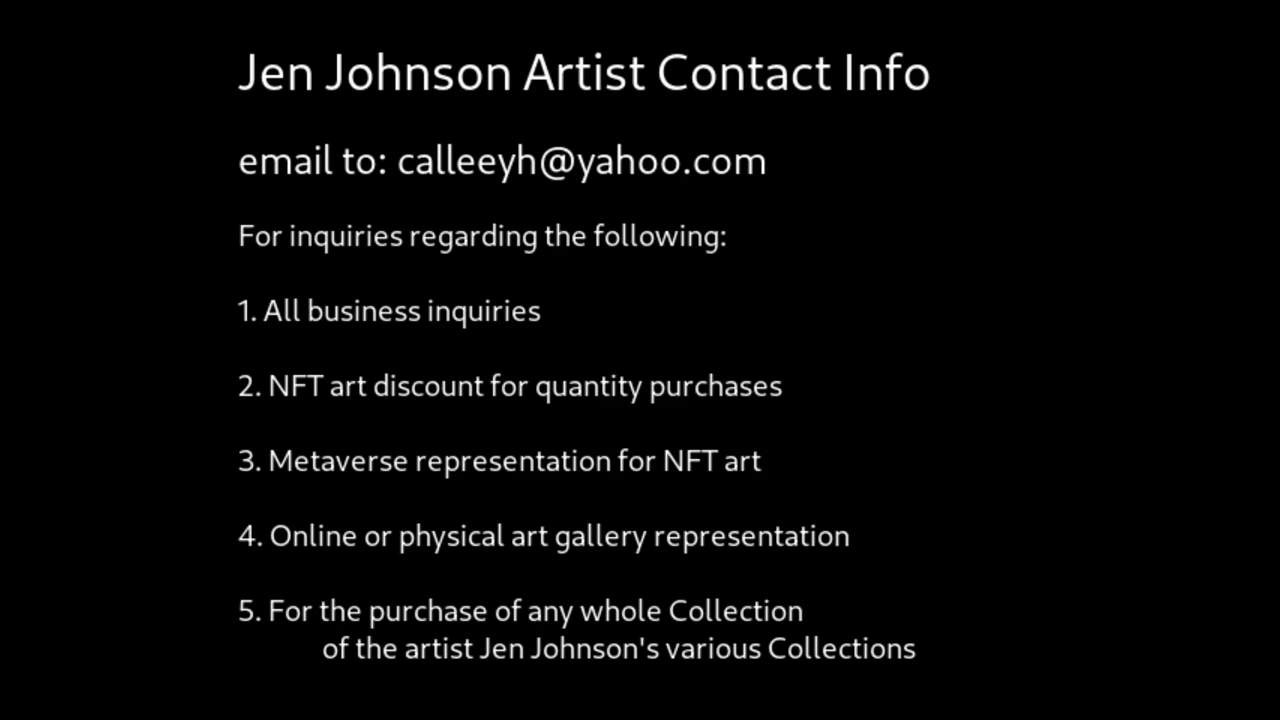 Jen Johnson Artist Contact Info
email to: calleeyh@yahoo.com
For inquiries regarding the following:
1. All business inquiries
2. NFT art discount for quantity purchases
3. Metaverse representation for NFT art
4. Online or physical art gallery representation
5. For the purchase of any whole Collection
of the artist Jen Johnson's various Collections